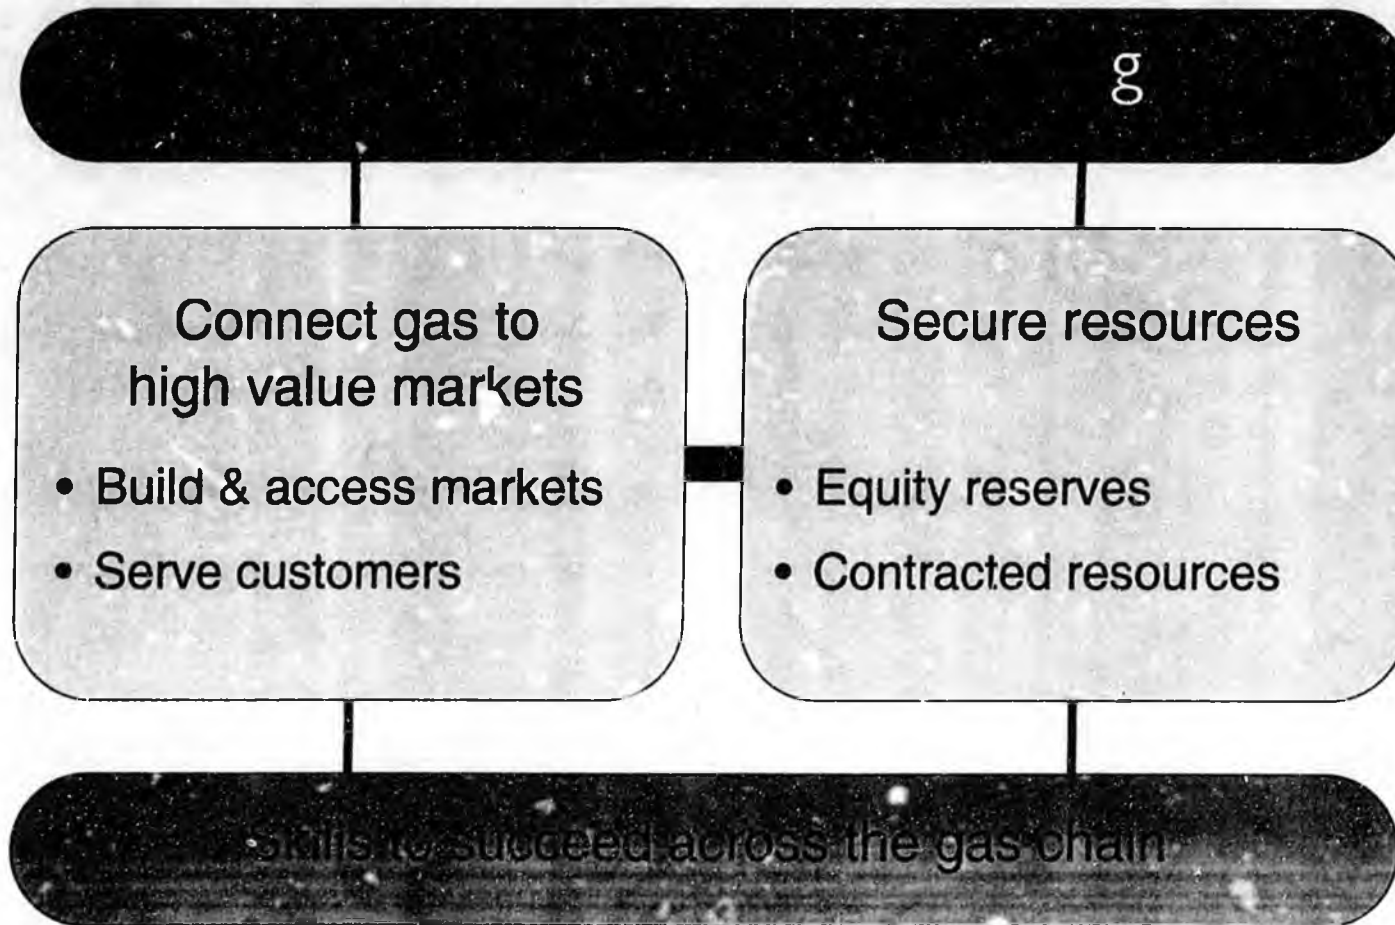 g
Connect gas to
high value markets
• Build & access markets
• Serve customers
Secure resources
• Equity reserves
• Contracted resources
Skills to succeed across the gas chain